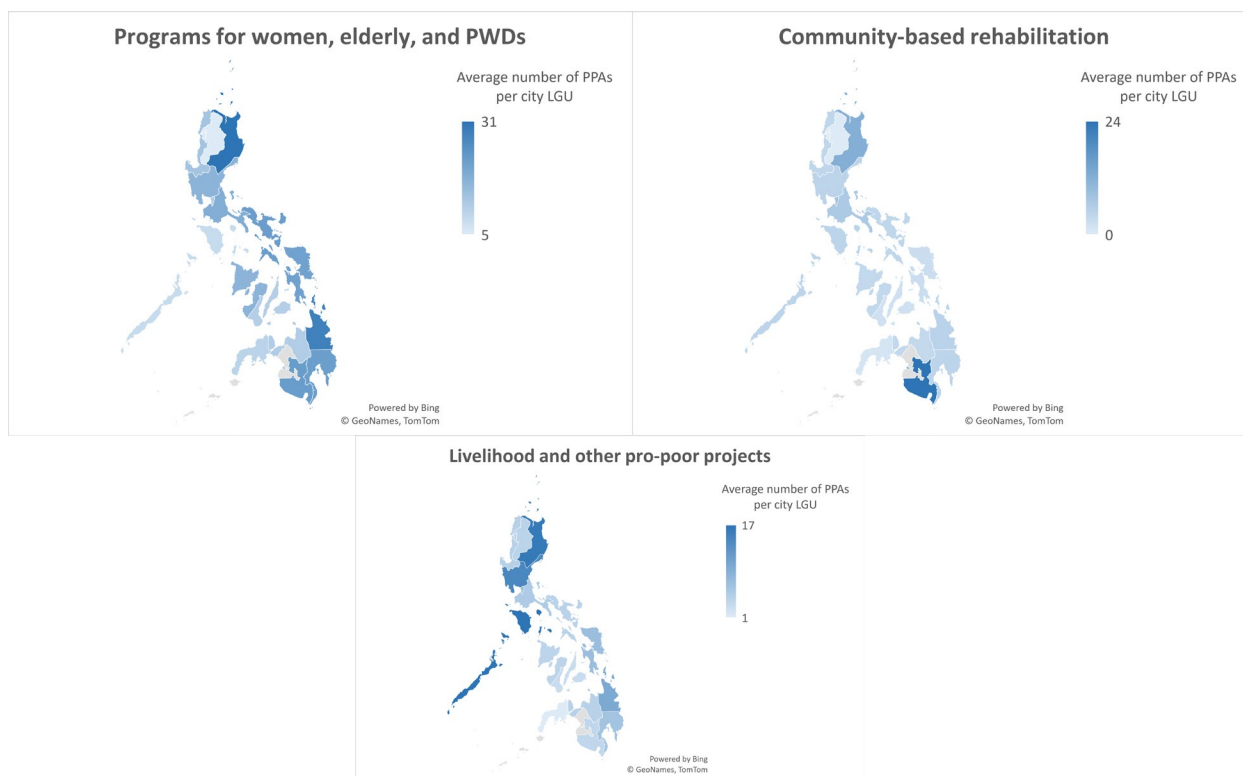 Programs for women, elderly, and PWDs
Average number of PPAs
per city LGU
31
5
Powered by Bing
© GeoNames, TomTom
Community-based rehabilitation
Average number of PPAs
per city LGU
24
0
Powered by Bing
© GeoNames, TomTom
Livelihood and other pro-poor projects
Average number of PPAs
per city LGU
17
1
Powered by Bing
© GeoNames, TomTom